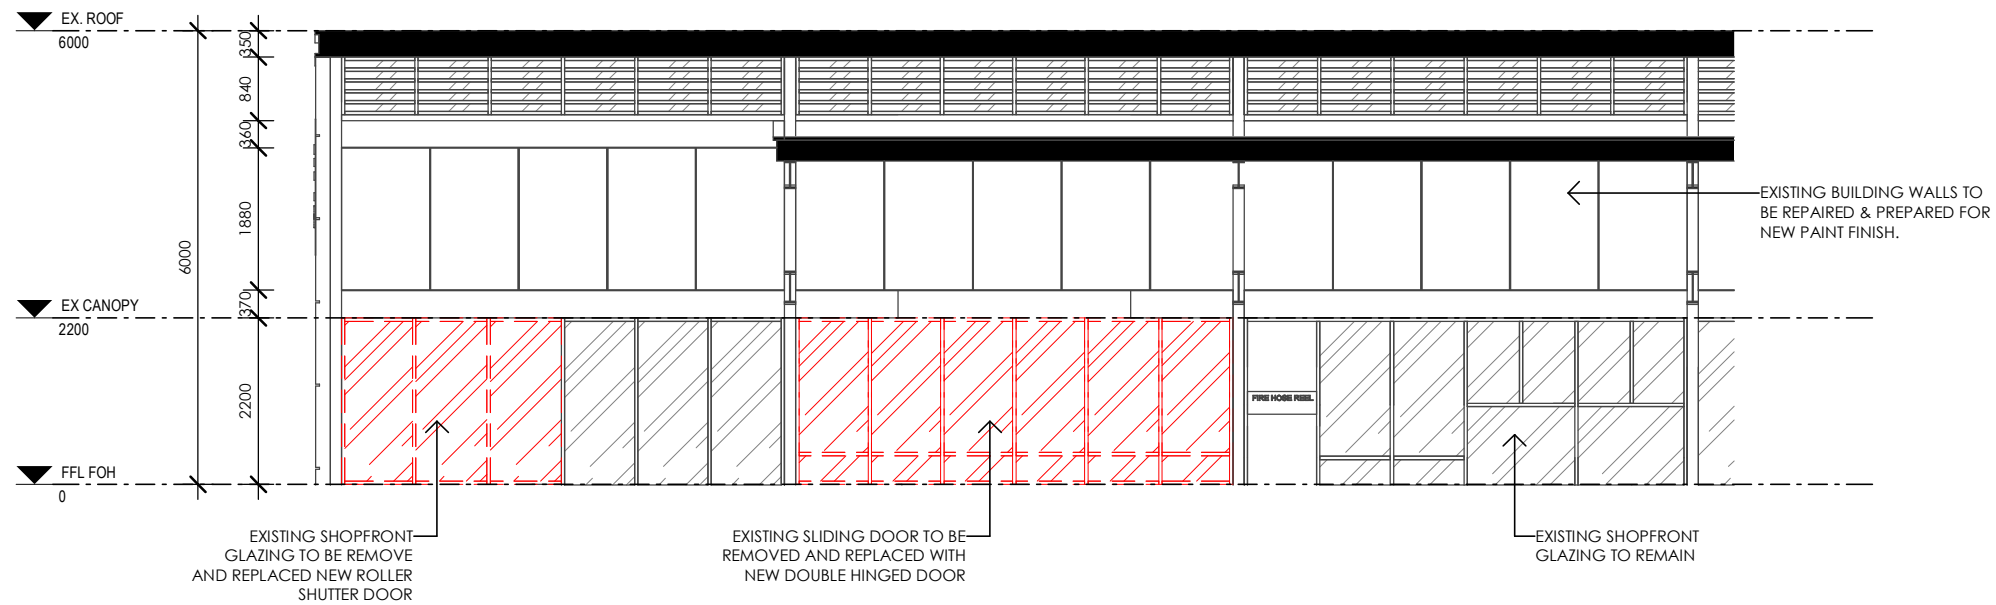 EX. ROOF
6000
350
840
360
1880
6000
370
EX CANOPY
2200
2200
FFL FOH
0
EXISTING BUILDING WALLS TO
BE REPAIRED & PREPARED FOR
NEW PAINT FINISH.
FIRE HOSE REEL
EXISTING SHOPFRONT
GLAZING TO BE REMOVE
AND REPLACED NEW ROLLER
SHUTTER DOOR
EXISTING SLIDING DOOR TO BE
REMOVED AND REPLACED WITH
NEW DOUBLE HINGED DOOR
EXISTING SHOPFRONT
GLAZING TO REMAIN